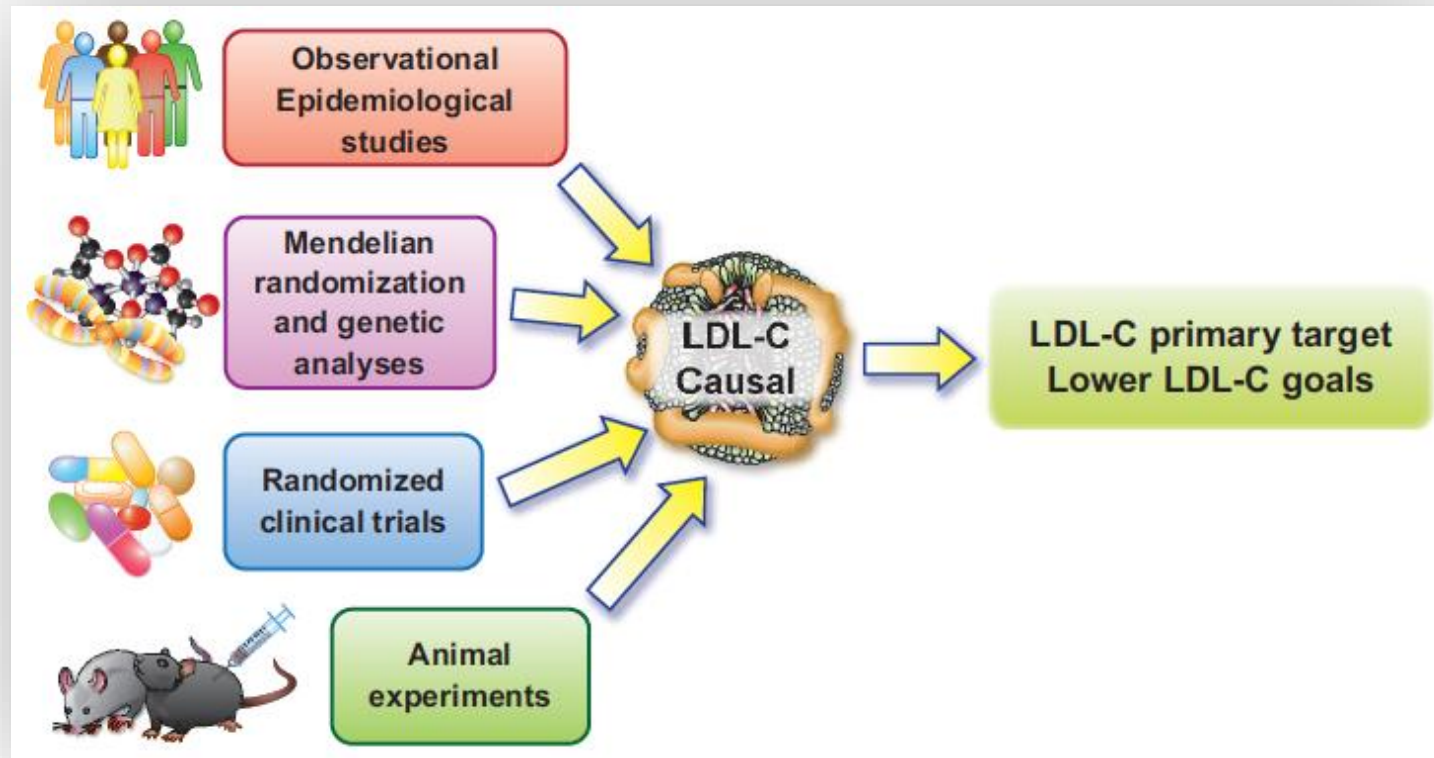 Observational
Epidemiological
studies
Mendelian
randomization
and genetic
analyses
Randomized
clinical trials
Animal
experiments
LDL-C
Causal
LDL-C primary target
Lower LDL-C goals